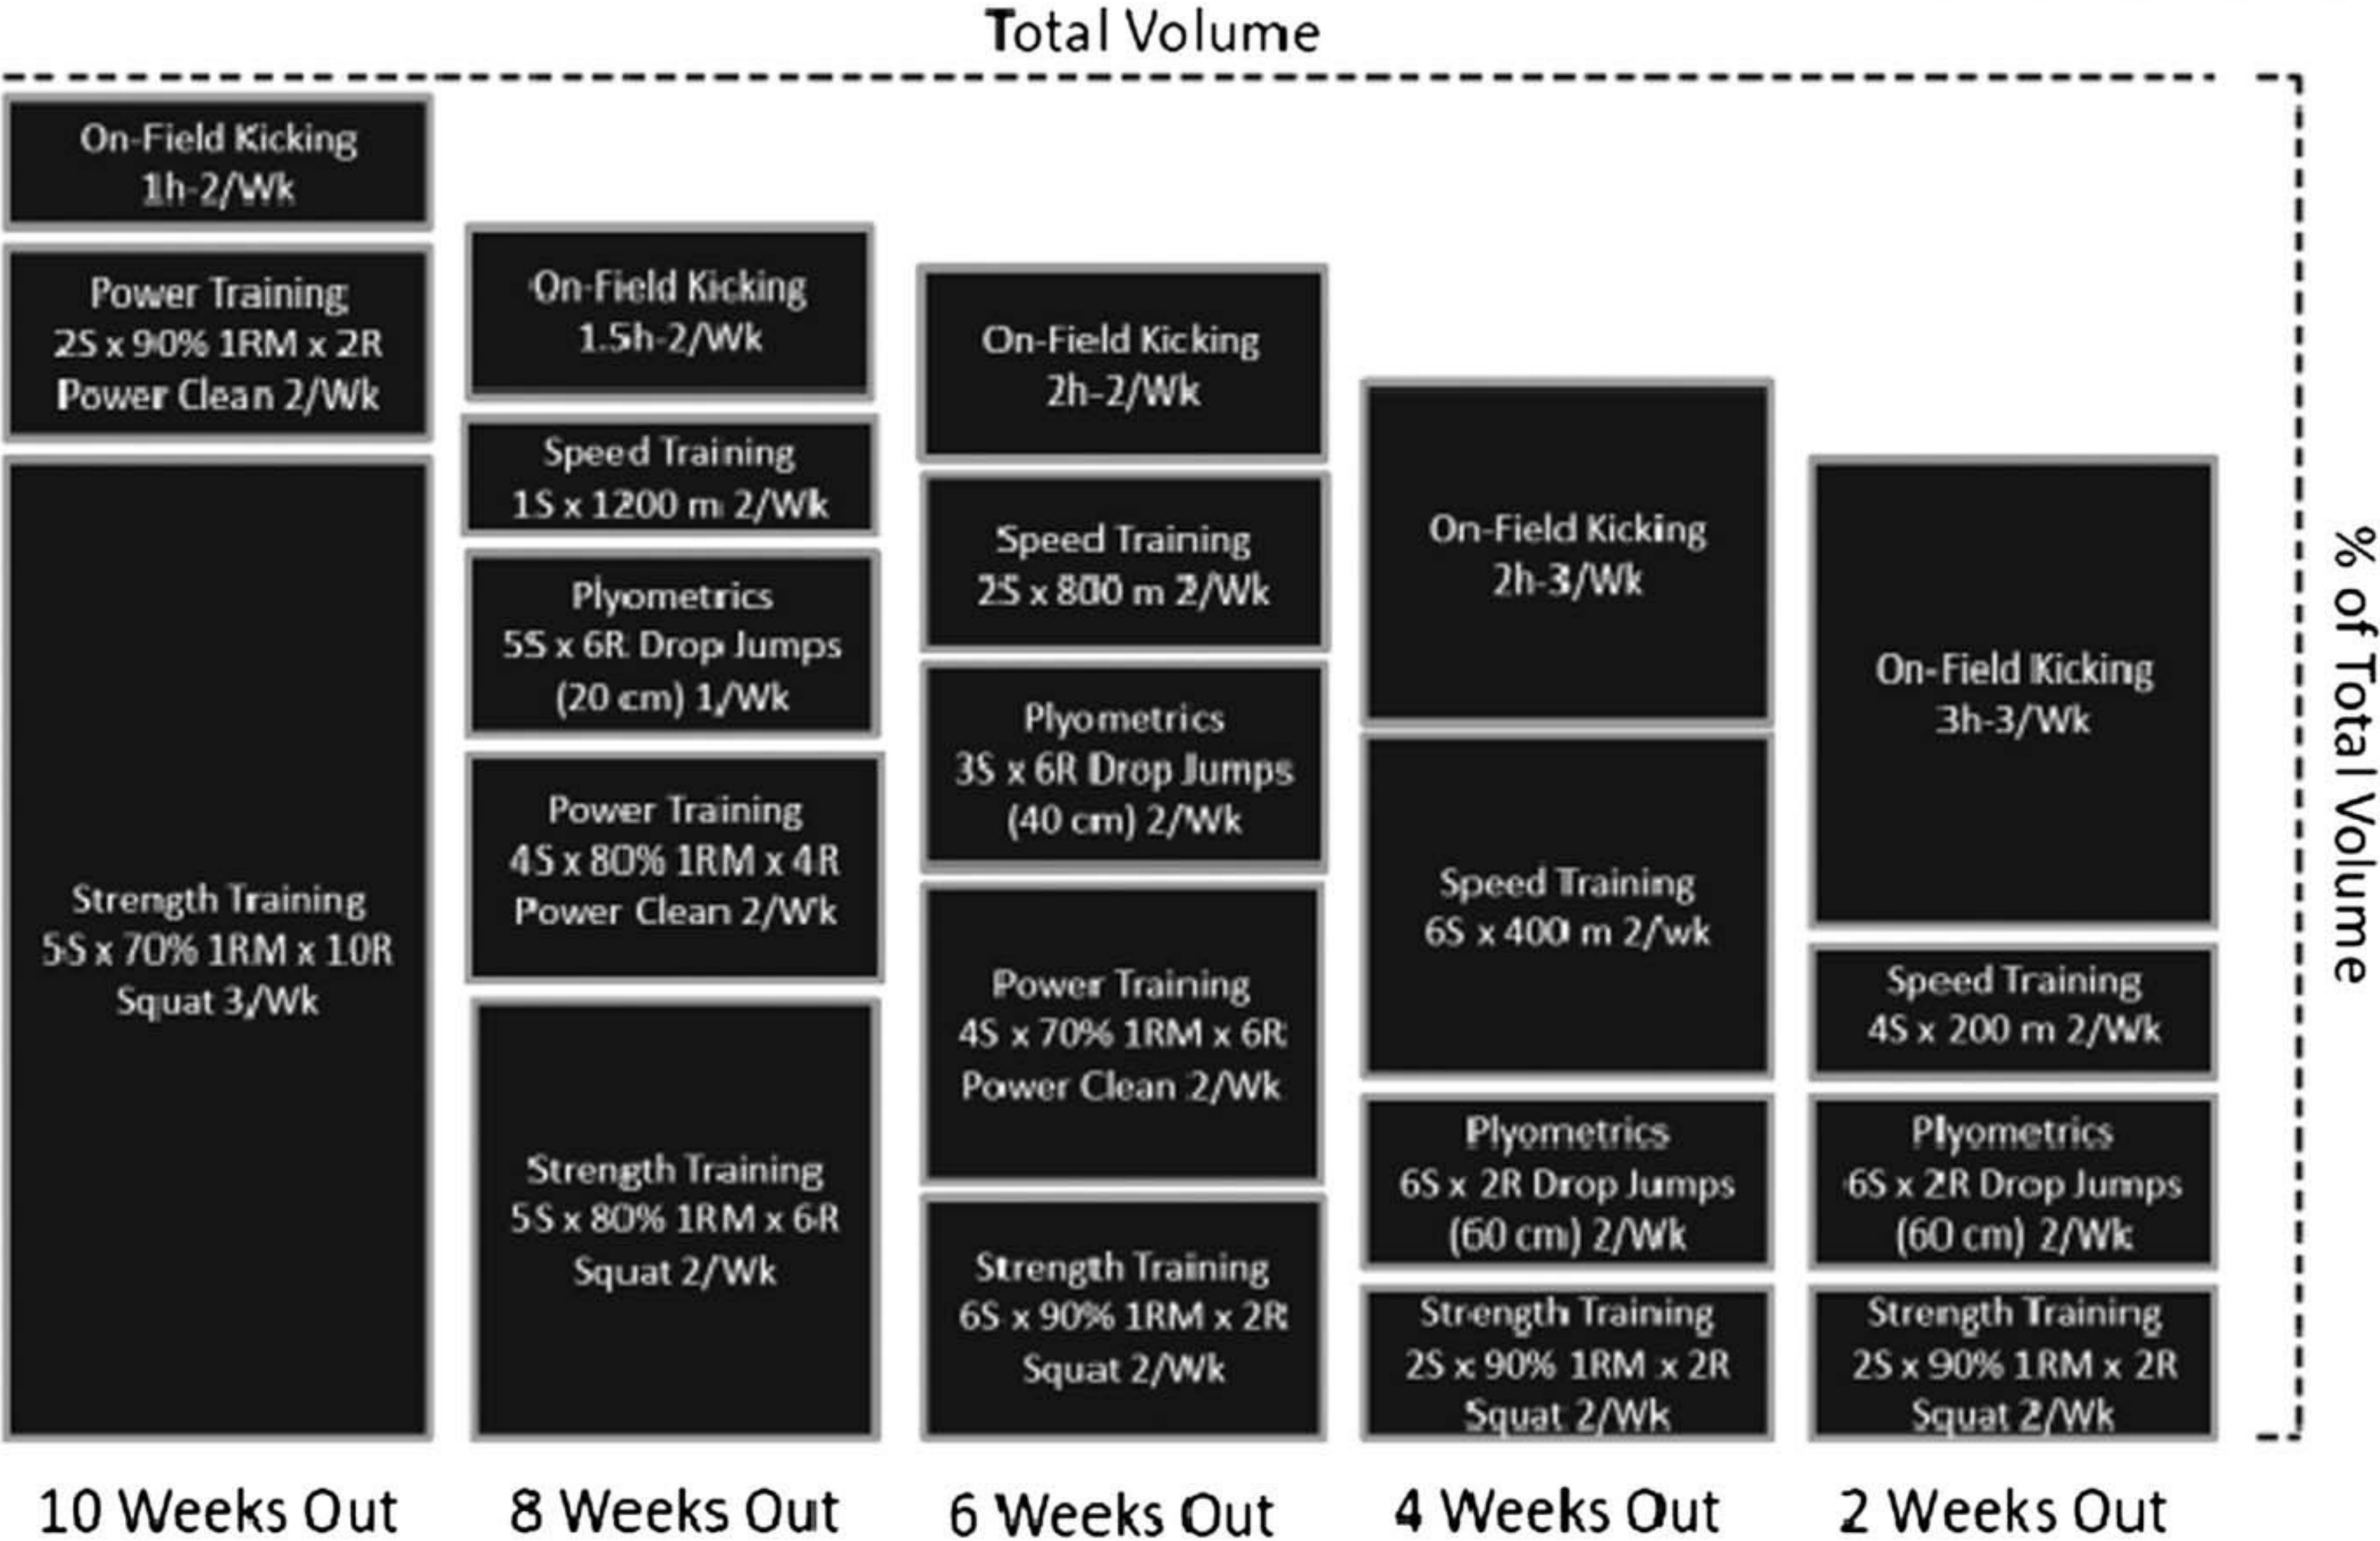 Total Volume
On-Field Kicking
1h-2/Wk
Power Training
2S x 90% 1RM x 2R
Power Clean 2/Wk
Strength Training
5S x 70% 1RM x 10R
Squat 3/Wk
10 Weeks Out
On-Field Kicking
1.5h-2/Wk
Speed Training
1S x 1200 m 2/Wk
Plyometrics
5S x 6R Drop Jumps
(20 cm) 1/Wk
Power Training
4S x 80% 1RM x 4R
Power Clean 2/Wk
Strength Training
5S x 80% 1RM x 6R
Squat 2/Wk
8 Weeks Out
On-Field Kicking
2h-2/Wk
Speed Training
2S x 800 m 2/Wk
Plyometrics
3S x 6R Drop Jumps
(40 cm) 2/Wk
Power Training
4S x 70% 1RM x 6R
Power Clean 2/Wk
Strength Training
6S x 90% 1RM x 2R
Squat 2/Wk
6 Weeks Out
On-Field Kicking
2h-3/Wk
Speed Training
6S x 400 m 2/wk
Plyometrics
6S x 2R Drop Jumps
(60 cm) 2/Wk
Strength Training
2S x 90% 1RM x 2R
Squat 2/Wk
4 Weeks Out
On-Field Kicking
3h-3/Wk
Speed Training
4S x 200 m 2/Wk
Plyometrics
6S x 2R Drop Jumps
(60 cm) 2/Wk
Strength Training
2S x 90% 1RM x 2R
Squat 2/Wk
2 Weeks Out
% of Total Volume